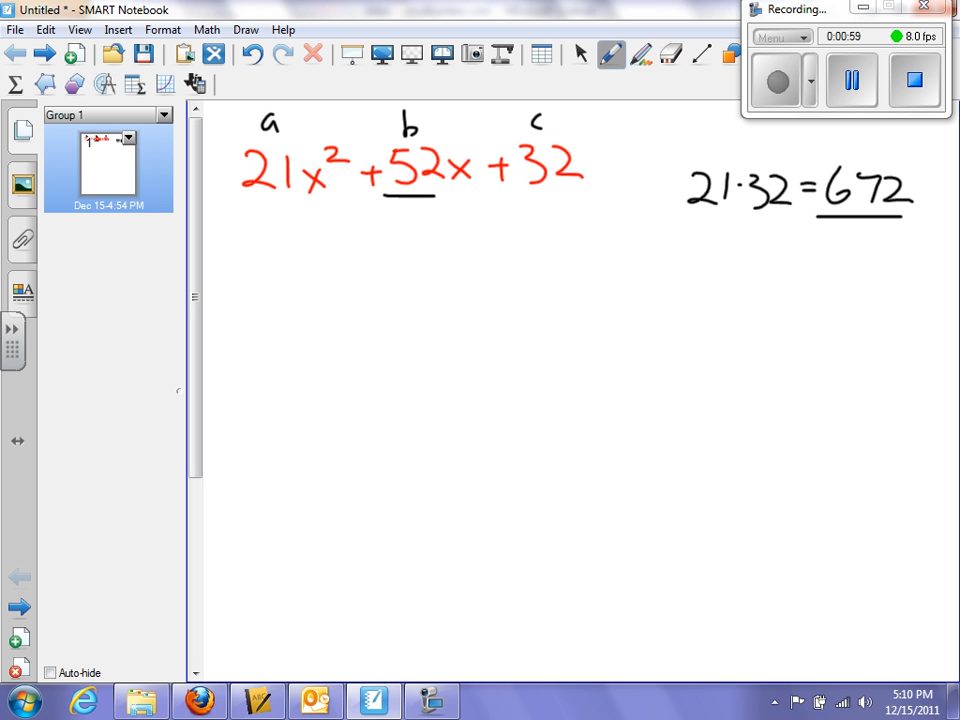 Untitled * - SMART Notebook
Recording...
File Edit View Insert Format Math Draw Help
Menu
0:00:59
8.0 fps
Group 1
1
Dec 15-4:54 PM
a b c
21x² + 52x + 32
21·32 = 672
Auto-hide
5:10 PM
12/15/2011